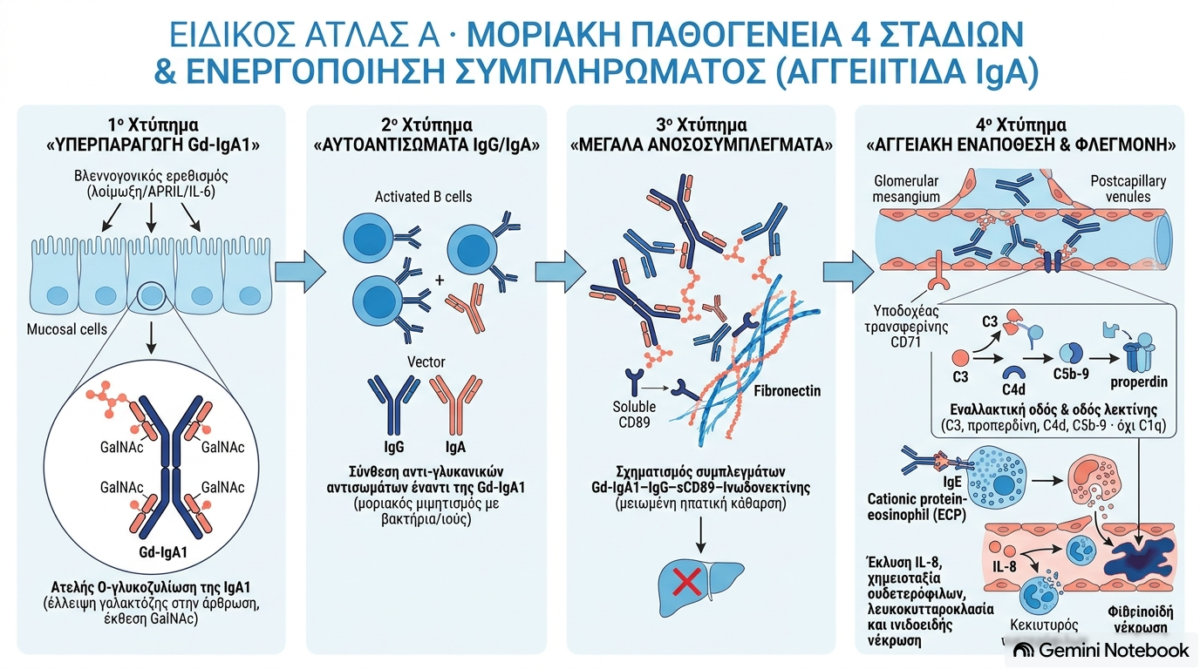 ΕΙΔΙΚΟΣ ΑΤΛΑΣ Α · ΜΟΡΙΑΚΗ ΠΑΘΟΓΕΝΕΙΑ 4 ΣΤΑΔΙΩΝ
& ΕΝΕΡΓΟΠΟΙΗΣΗ ΣΥΜΠΛΗΡΩΜΑΤΟΣ (ΑΓΓΕΙΙΤΙΔΑ IgA)
1º Χτύπημα
«ΥΠΕΡΠΑΡΑΓΩΓΗ Gd-IgA1»
Βλεννογονικός ερεθισμός
(λοίμωξη/APRIL/IL-6)
Mucosal cells
GalNAc
GalNAc
GalNAc
GalNAc
Gd-IgA1
Ατελής Ο-γλυκοζυλίωση της IgA1
(έλλειψη γαλακτόζης στην άρθρωση,
έκθεση GalNAc)
2º Χτύπημα
«ΑΥΤΟΑΝΤΙΣΩΜΑΤΑ IgG/IgA»
Activated B cells
+
Vector
IgG
IgA
Σύνθεση αντι-γλυκανικών
αντισωμάτων έναντι της Gd-IgA1
(μοριακός μιμητισμός με
βακτήρια/ιούς)
3º Χτύπημα
«ΜΕΓΑΛΑ ΑΝΟΣΟΣΥΜΠΛΕΓΜΑΤΑ»
Soluble
CD89
Fibronectin
Σχηματισμός συμπλεγμάτων
Gd-IgA1–IgG–sCD89–Ινωδονεκτίνης
(μειωμένη ηπατική κάθαρση)
4º Χτύπημα
«ΑΓΓΕΙΑΚΗ ΕΝΑΠΟΘΕΣΗ & ΦΛΕΓΜΟΝΗ»
Glomerular
mesangium
Postcapillary
venules
Υποδοχέας
τρανσφερίνης
CD71
C3
C3
C4d
C5b-9
properdin
Εναλλακτική οδός & οδός λεκτίνης
(C3, προπερδίνη, C4d, C5b-9 · όχι C1q)
IgE
Cationic protein-
eosinophil (ECP)
IL-8
Έκλυση IL-8,
χημειοταξία
ουδετερόφιλων,
λευκοκυτταροκλασία
και ινιδοειδής
νέκρωση
Κεκιυτυρός
νέκρωση
Gemini Notebook